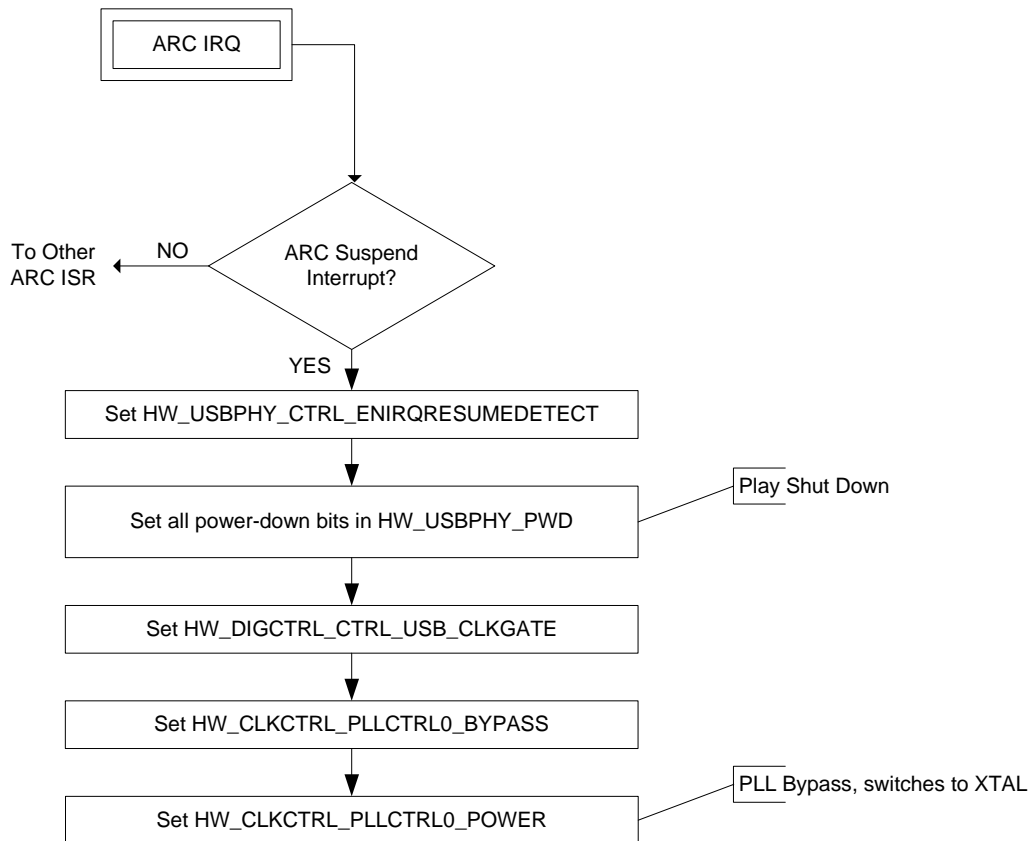 ARC IRQ
ARC Suspend
Interrupt?
NO
To Other
ARC ISR
YES
Set HW_USBPHY_CTRL_ENIRQRESUMEDETECT
Set all power-down bits in HW_USBPHY_PWD
Play Shut Down
Set HW_DIGCTRL_CTRL_USB_CLKGATE
Set HW_CLKCTRL_PLLCTRL0_BYPASS
PLL Bypass, switches to XTAL
Set HW_CLKCTRL_PLLCTRL0_POWER